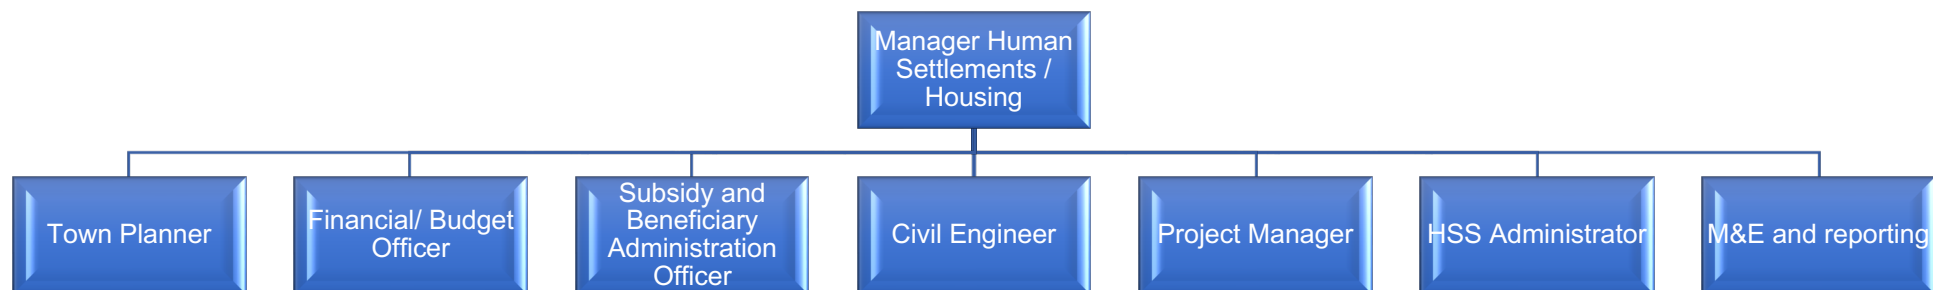 Manager Human
Settlements /
Housing
Town Planner
Financial/ Budget
Officer
Subsidy and
Beneficiary
Administration
Officer
Civil Engineer
Project Manager
HSS Administrator
M&E and reporting